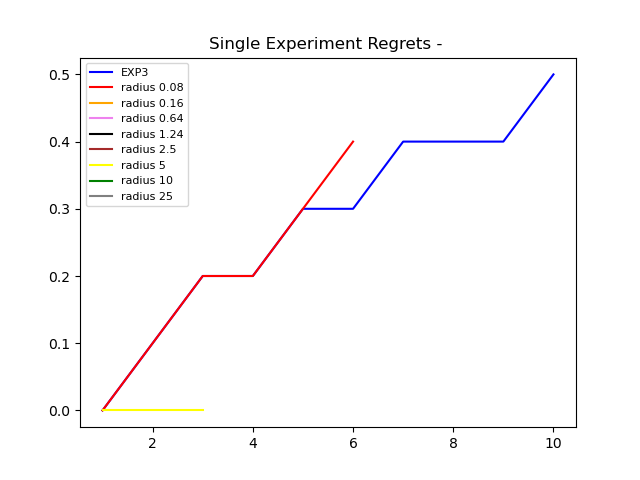 Single Experiment Regrets -
EXP3
radius 0.08
radius 0.16
radius 0.64
radius 1.24
radius 2.5
radius 5
radius 10
radius 25
0.5
0.4
0.3
0.2
0.1
0.0
2 4 6 8 10